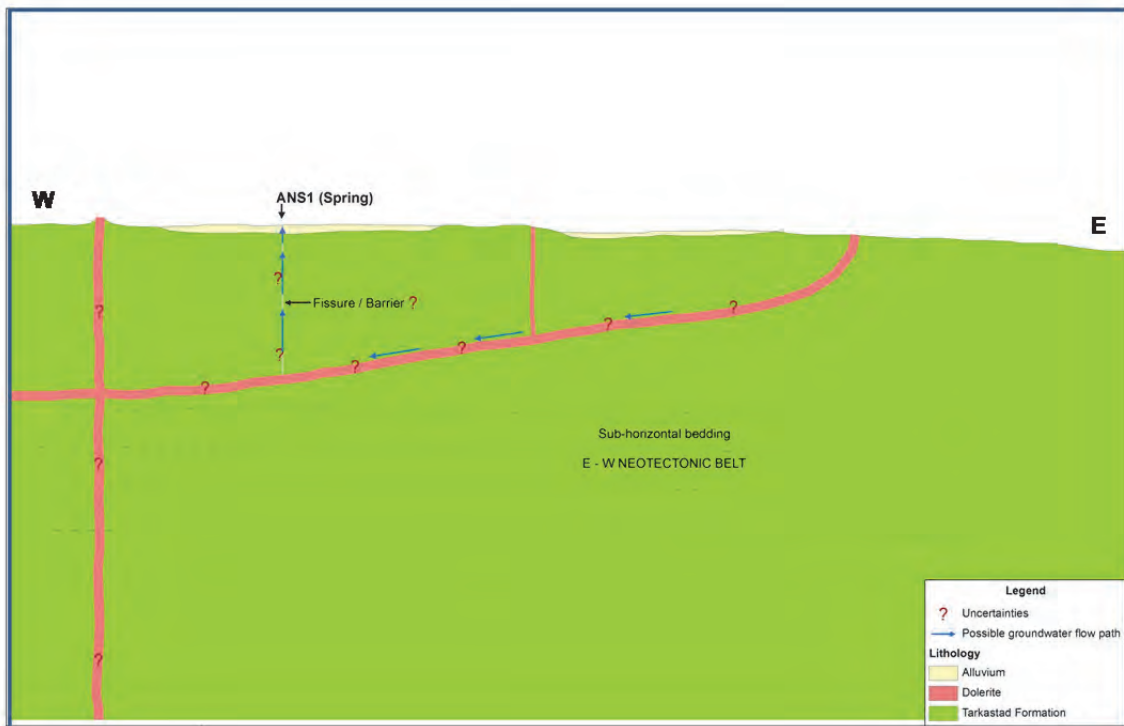 W
ANS1 (Spring)
E
?
?
Fissure / Barrier ?
?
?
?
?
?
?
?
Sub-horizontal bedding
?
E - W NEOTECTONIC BELT
?
Legend
? Uncertainties
Possible groundwater flow path
Lithology
Alluvium
Dolerite
Tarkastad Formation